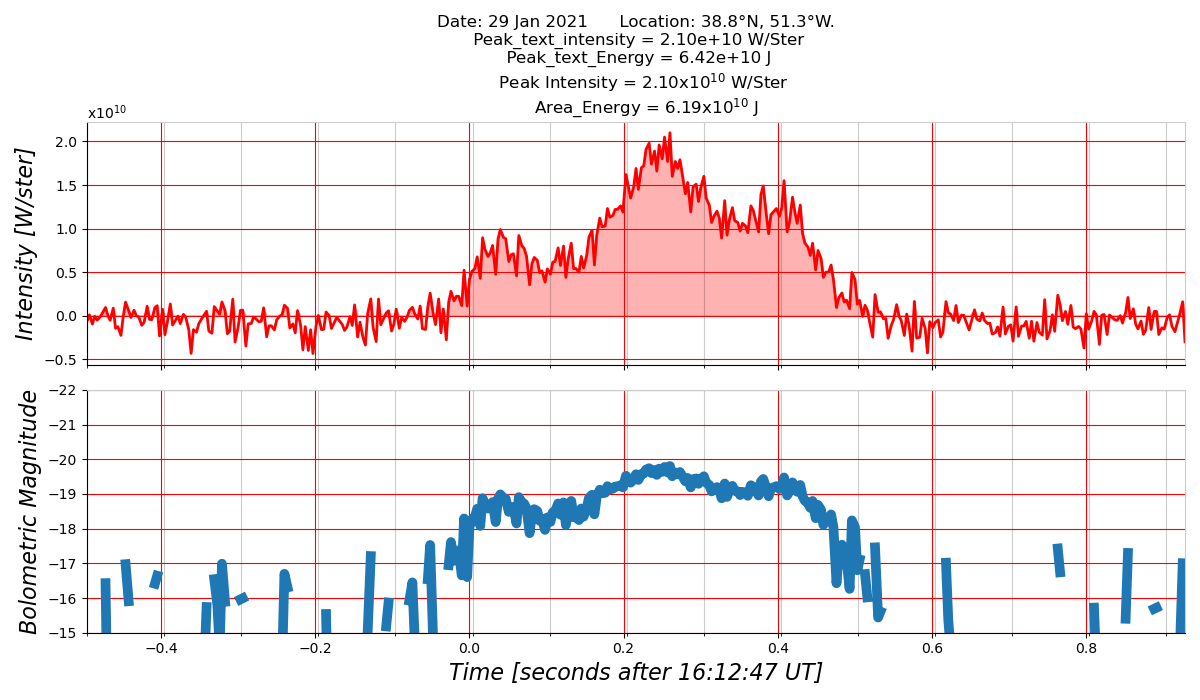 Date: 29 Jan 2021      Location: 38.8°N, 51.3°W.
Peak_text_intensity = 2.10e+10 W/Ster
Peak_text_Energy = 6.42e+10 J
Peak Intensity = 2.10x10¹⁰ W/Ster
Area_Energy = 6.19x10¹⁰ J
x10¹⁰
2.0
1.5
1.0
0.5
0.0
−0.5
Intensity [W/ster]
−22
−21
−20
−19
−18
−17
−16
−15
Bolometric Magnitude
−0.4 −0.2 0.0 0.2 0.4 0.6 0.8
Time [seconds after 16:12:47 UT]